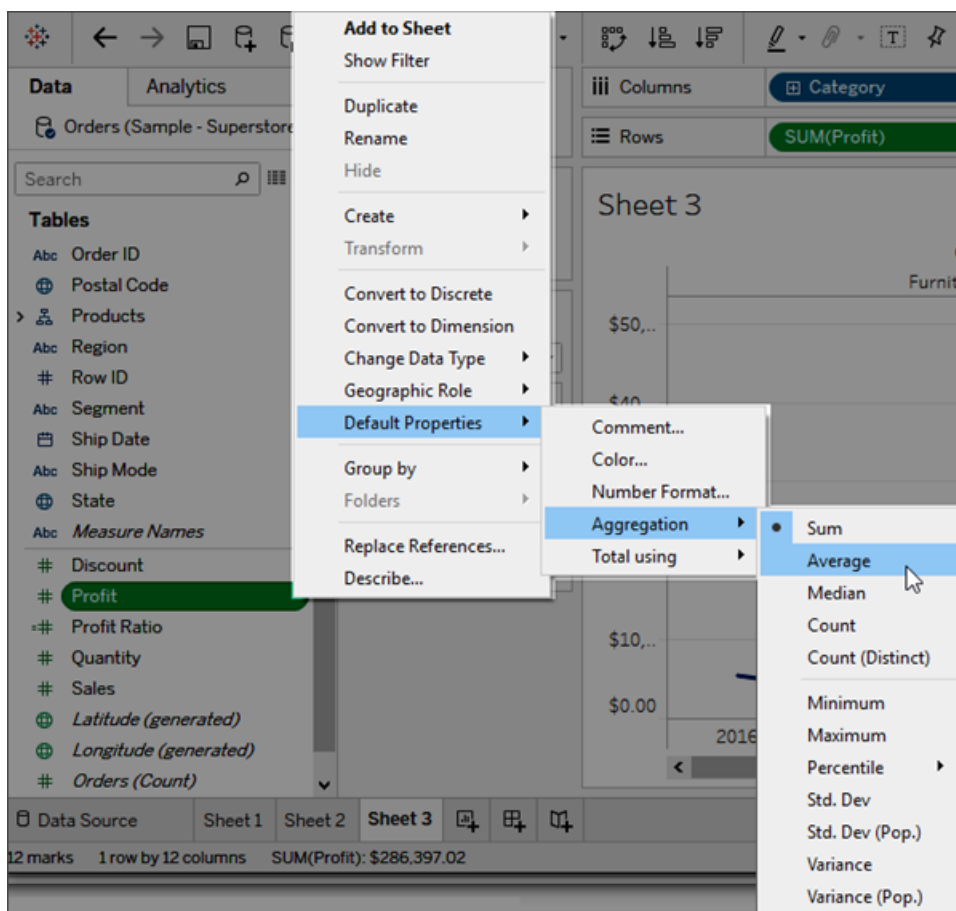 Data
Analytics
Orders (Sample - Superstore
Search
Tables
Abc Order ID
Postal Code
Products
Abc Region
# Row ID
Abc Segment
Ship Date
Abc Ship Mode
State
Abc Measure Names
# Discount
# Profit
=# Profit Ratio
# Quantity
# Sales
Latitude (generated)
Longitude (generated)
# Orders (Count)
Add to Sheet
Show Filter
Duplicate
Rename
Hide
Create
Transform
Convert to Discrete
Convert to Dimension
Change Data Type
Geographic Role
Default Properties
Group by
Folders
Replace References...
Describe...
Comment...
Color...
Number Format...
Aggregation
Total using
Sum
Average
Median
Count
Count (Distinct)
Minimum
Maximum
Percentile
Std. Dev
Std. Dev (Pop.)
Variance
Variance (Pop.)
T
iii Columns
Category
Rows
SUM(Profit)
Sheet 3
Furnit
$50,..
$10,..
$0.00
2016
Data Source
Sheet 1
Sheet 2
Sheet 3
12 marks 1 row by 12 columns SUM(Profit): $286,397.02